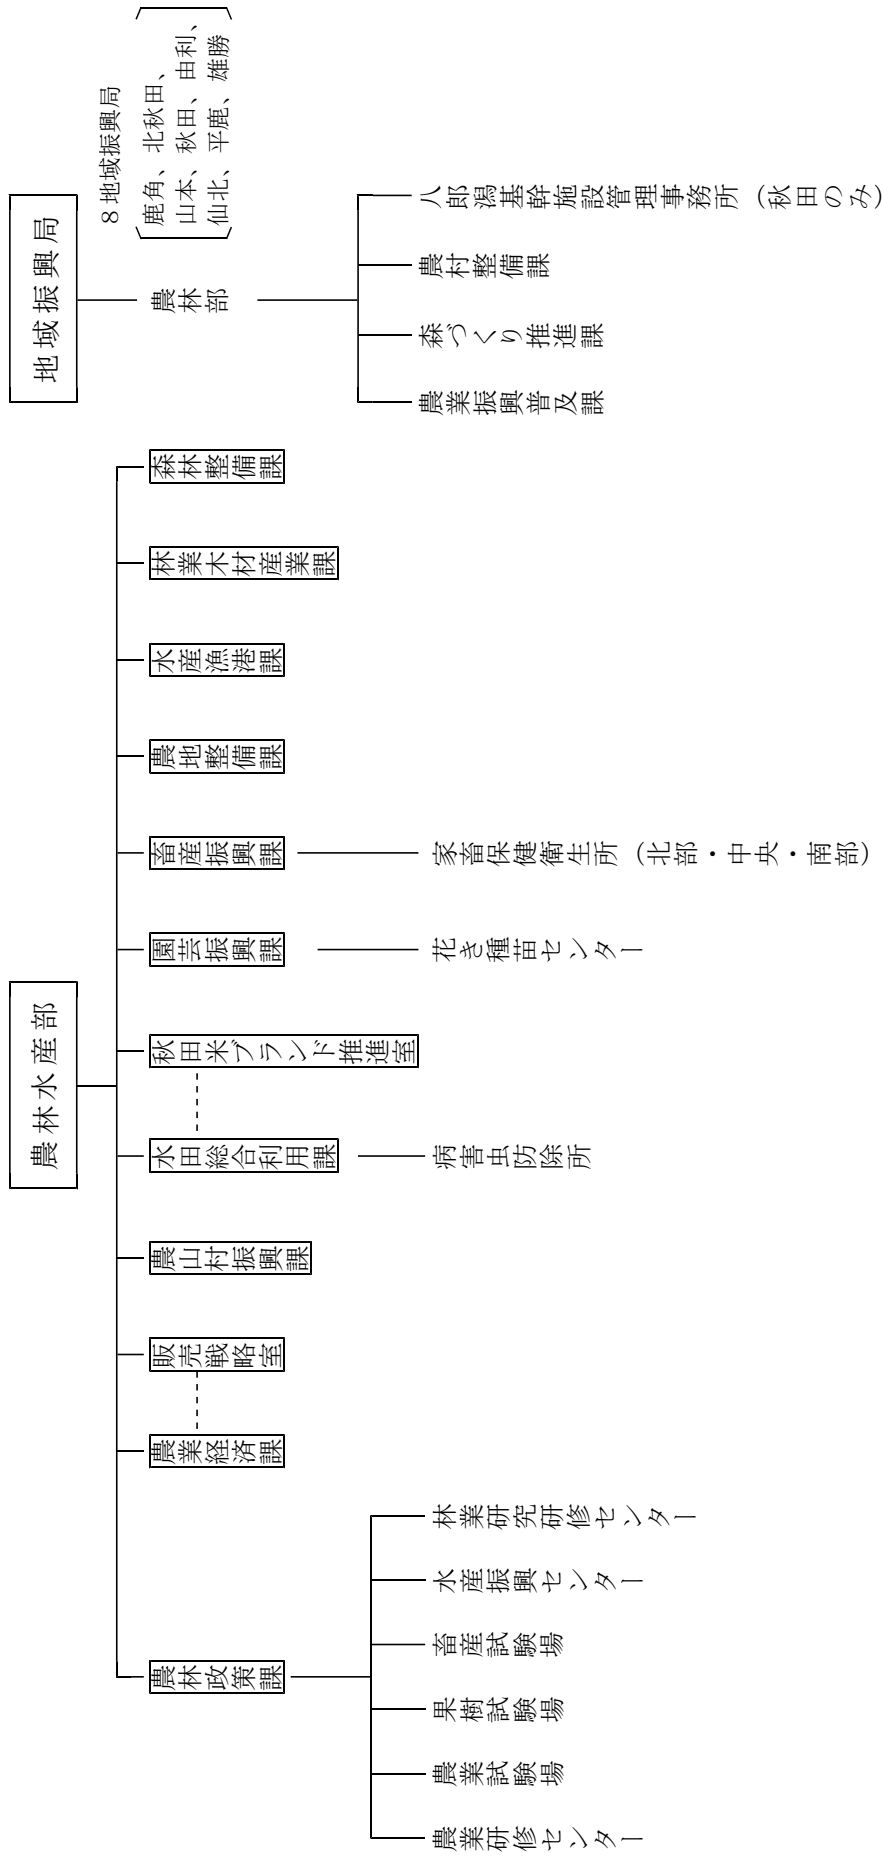 農林水産部
農林政策課
農業研修センター
農業試験場
果樹試験場
畜産試験場
水産振興センター
林業研究研修センター
農業経済課
販売戦略室
農山村振興課
水田総合利用課
病害虫防除所
秋田米ブランド推進室
園芸振興課
花き種苗センター
畜産振興課
家畜保健衛生所（北部・中央・南部）
農地整備課
水産漁港課
林業木材産業課
森林整備課
地域振興局
８地域振興局
鹿角、北秋田、
山本、秋田、由利、
仙北、平鹿、雄勝
農林部
農業振興普及課
森づくり推進課
農村整備課
八郎潟基幹施設管理事務所（秋田のみ）